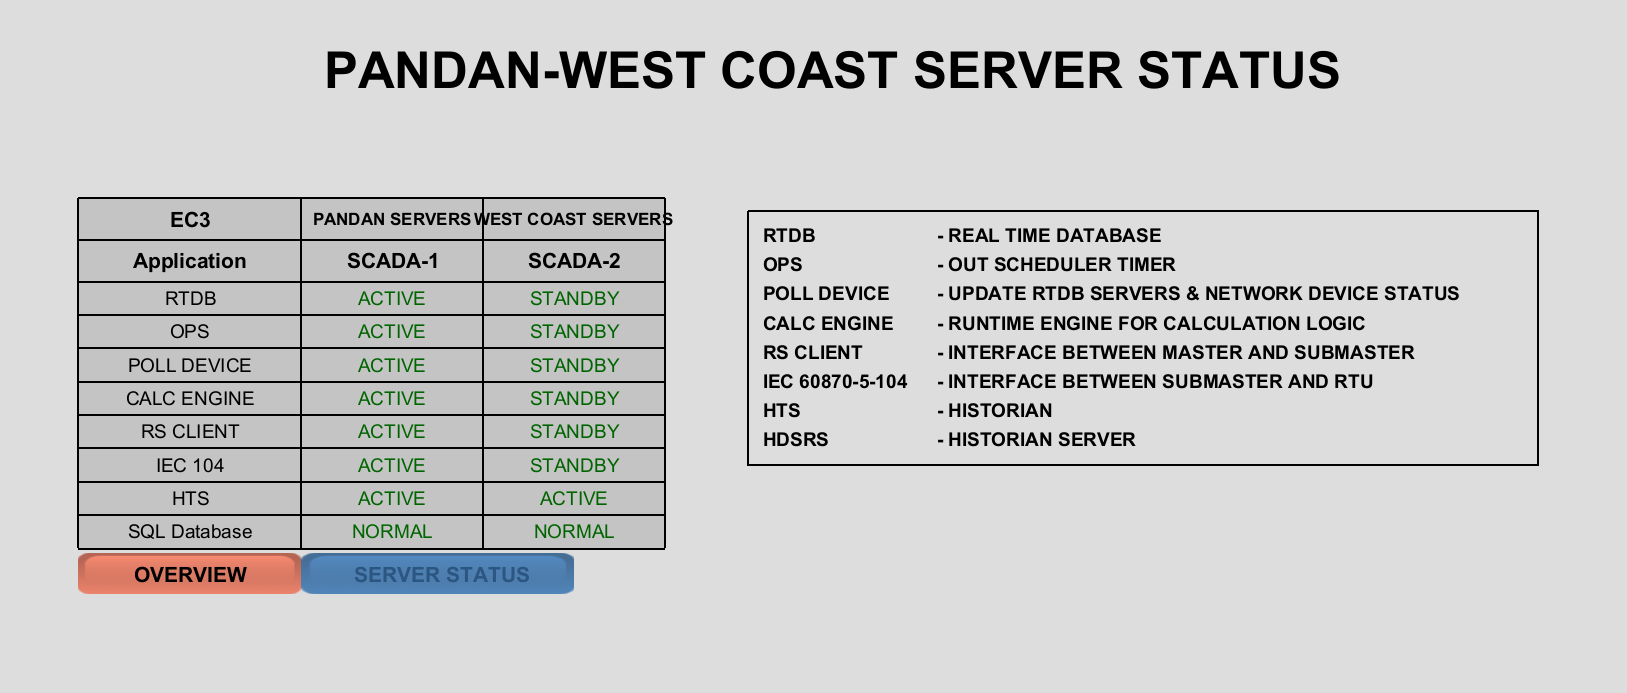 PANDAN-WEST COAST SERVER STATUS
EC3 PANDAN SERVERS WEST COAST SERVERS
Application SCADA-1 SCADA-2
RTDB ACTIVE STANDBY
OPS ACTIVE STANDBY
POLL DEVICE ACTIVE STANDBY
CALC ENGINE ACTIVE STANDBY
RS CLIENT ACTIVE STANDBY
IEC 104 ACTIVE STANDBY
HTS ACTIVE ACTIVE
SQL Database NORMAL NORMAL
OVERVIEW SERVER STATUS
RTDB - REAL TIME DATABASE
OPS - OUT SCHEDULER TIMER
POLL DEVICE - UPDATE RTDB SERVERS & NETWORK DEVICE STATUS
CALC ENGINE - RUNTIME ENGINE FOR CALCULATION LOGIC
RS CLIENT - INTERFACE BETWEEN MASTER AND SUBMASTER
IEC 60870-5-104 - INTERFACE BETWEEN SUBMASTER AND RTU
HTS - HISTORIAN
HDSRS - HISTORIAN SERVER